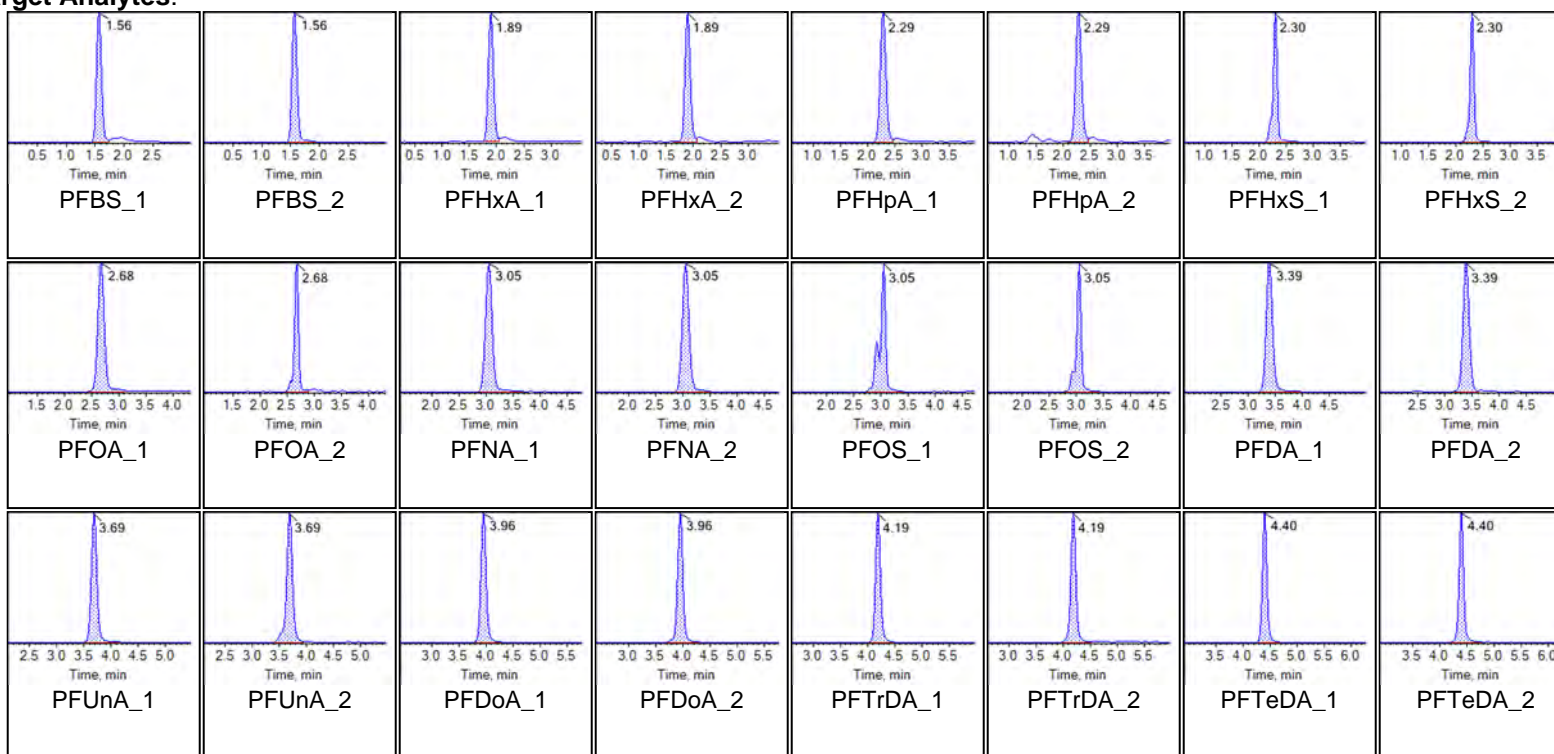 rget Analytes:
1.56 1.56 1.89 1.89 2.29 2.29 2.30 2.30
0.5 1.0 1.5 2.0 2.5 0.5 1.0 1.5 2.0 2.5 0.5 1.0 1.5 2.0 2.5 3.0 0.5 1.0 1.5 2.0 2.5 3.0 1.0 1.5 2.0 2.5 3.0 3.5 1.0 1.5 2.0 2.5 3.0 3.5 1.0 1.5 2.0 2.5 3.0 3.5 1.0 1.5 2.0 2.5 3.0 3.5
Time, min Time, min Time, min Time, min Time, min Time, min Time, min Time, min
PFBS_1 PFBS_2 PFHxA_1 PFHxA_2 PFHpA_1 PFHpA_2 PFHxS_1 PFHxS_2
2.68 2.68 3.05 3.05 3.05 3.05 3.39 3.39
1.5 2.0 2.5 3.0 3.5 4.0 1.5 2.0 2.5 3.0 3.5 4.0 2.0 2.5 3.0 3.5 4.0 4.5 2.0 2.5 3.0 3.5 4.0 4.5 2.0 2.5 3.0 3.5 4.0 4.5 2.0 2.5 3.0 3.5 4.0 4.5 2.5 3.0 3.5 4.0 4.5 2.5 3.0 3.5 4.0 4.5
Time, min Time, min Time, min Time, min Time, min Time, min Time, min Time, min
PFOA_1 PFOA_2 PFNA_1 PFNA_2 PFOS_1 PFOS_2 PFDA_1 PFDA_2
3.69 3.69 3.96 3.96 4.19 4.19 4.40 4.40
2.5 3.0 3.5 4.0 4.5 5.0 2.5 3.0 3.5 4.0 4.5 5.0 3.0 3.5 4.0 4.5 5.0 5.5 3.0 3.5 4.0 4.5 5.0 5.5 3.0 3.5 4.0 4.5 5.0 5.5 3.0 3.5 4.0 4.5 5.0 5.5 3.5 4.0 4.5 5.0 5.5 6.0 3.5 4.0 4.5 5.0 5.5 6.0
Time, min Time, min Time, min Time, min Time, min Time, min Time, min Time, min
PFUnA_1 PFUnA_2 PFDoA_1 PFDoA_2 PFTrDA_1 PFTrDA_2 PFTeDA_1 PFTeDA_2